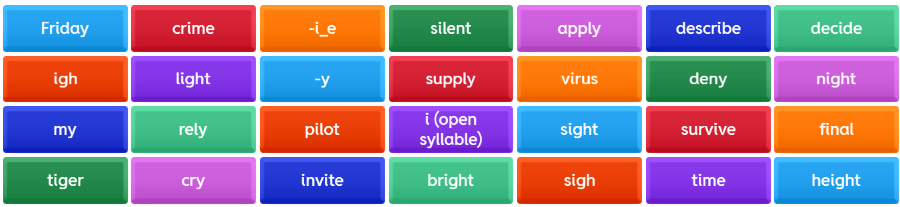 Friday
crime
-i_e
silent
apply
describe
decide
igh
light
-y
supply
virus
deny
night
my
rely
pilot
i (open
syllable)
sight
survive
final
tiger
cry
invite
bright
sigh
time
height